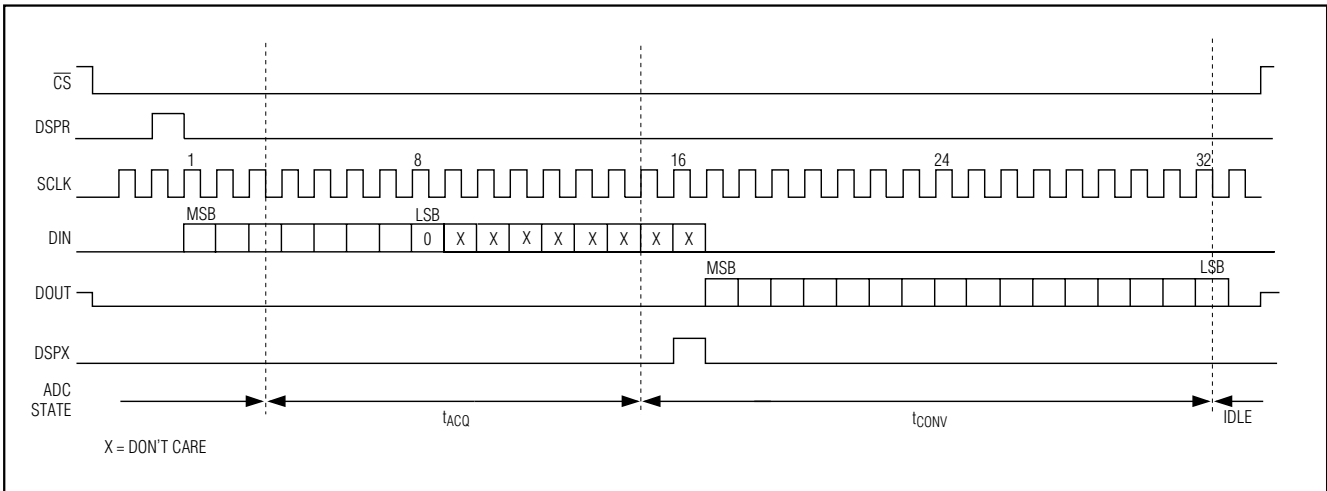 CS
DSPR
1 8 16 24 32
SCLK
MSB LSB
DIN 0 X X X X X X X X
MSB LSB
DOUT
DSPX
ADC STATE
tACQ tCONV IDLE
X = DON'T CARE